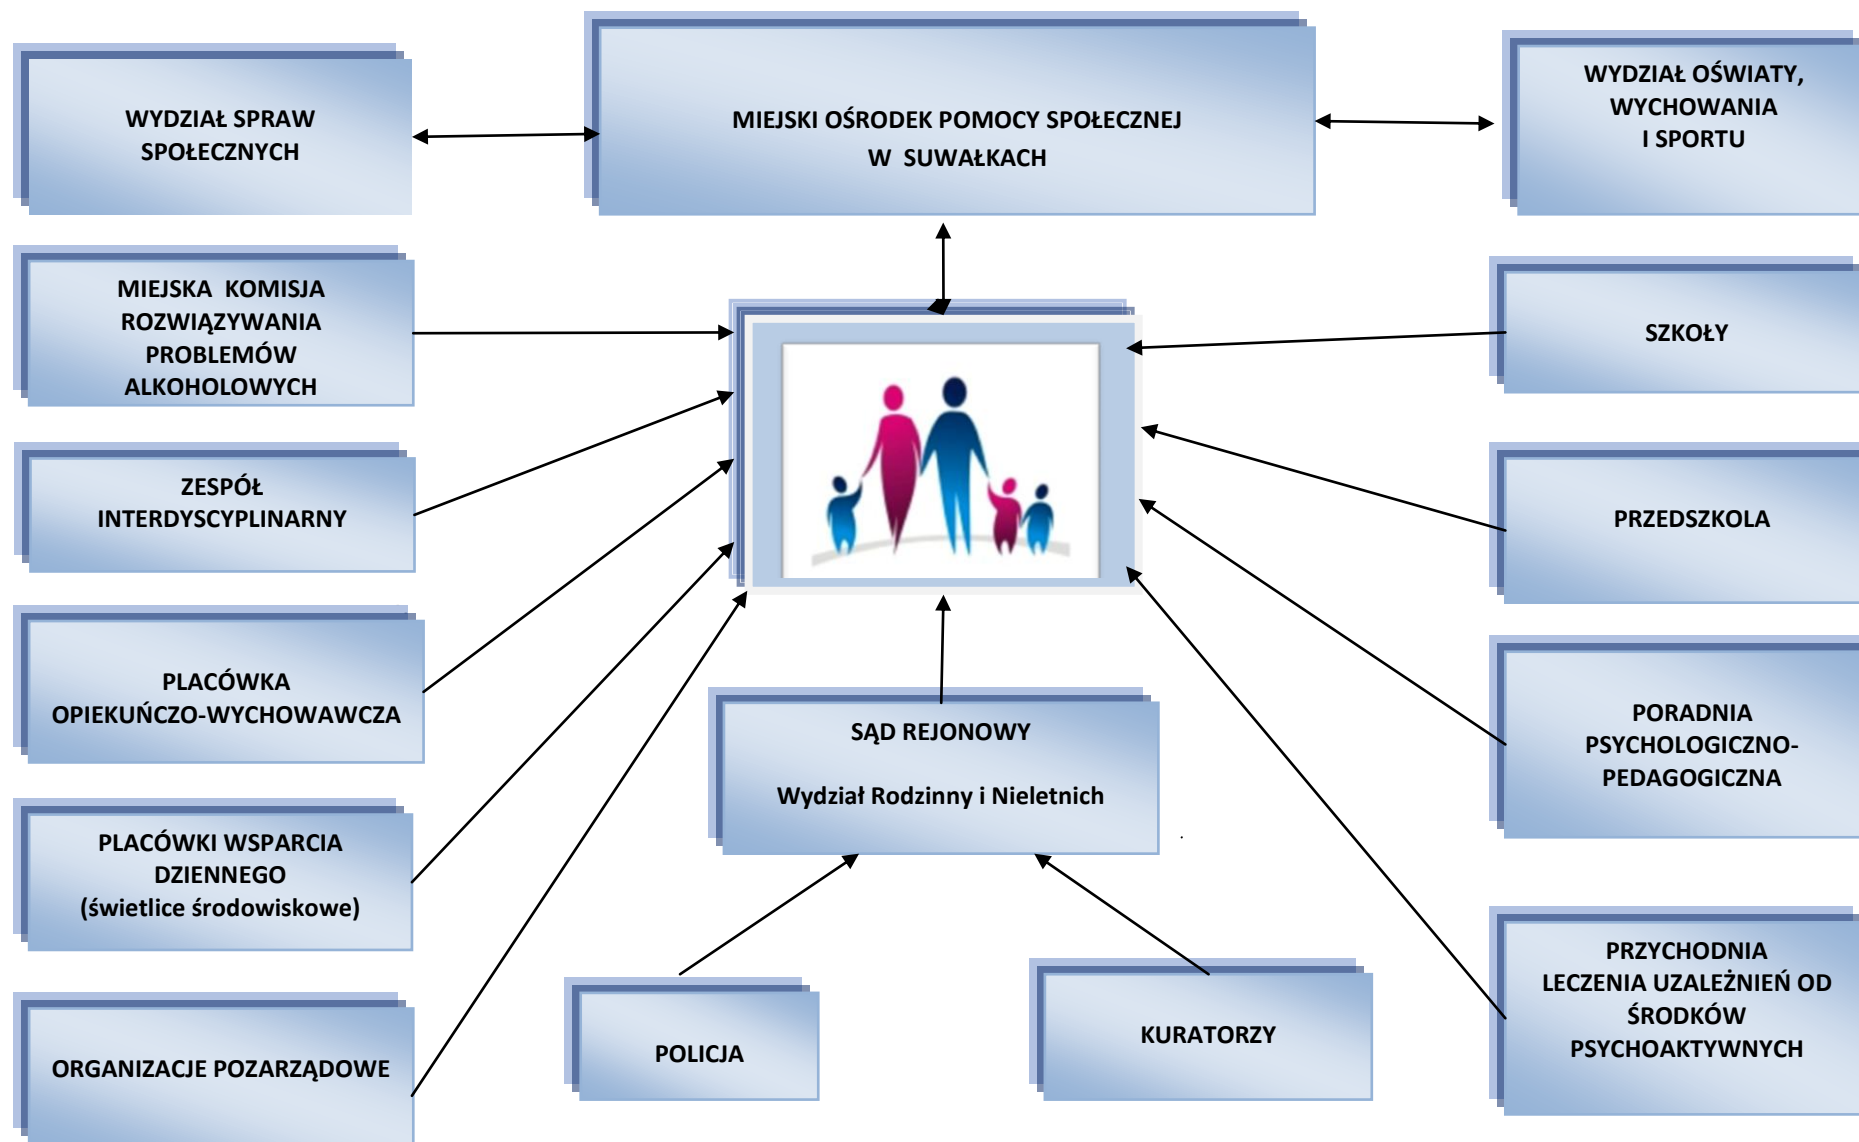 WYDZIAŁ SPRAW
SPOŁECZNYCH
MIEJSKI OŚRODEK POMOCY SPOŁECZNEJ
W SUWAŁKACH
WYDZIAŁ OŚWIATY,
WYCHOWANIA
I SPORTU
MIEJSKA KOMISJA
ROZWIĄZYWANIA
PROBLEMÓW
ALKOHOLOWYCH
SZKOŁY
ZESPÓŁ
INTERDYSCYPLINARNY
PRZEDSZKOLA
PLACÓWKA
OPIEKUŃCZO-WYCHOWAWCZA
SĄD REJONOWY
Wydział Rodzinny i Nieletnich
PORADNIA
PSYCHOLOGICZNO-
PEDAGOGICZNA
PLACÓWKI WSPARCIA
DZIENNEGO
(świetlice środowiskowe)
PRZYCHODNIA
LECZENIA UZALEŻNIEŃ OD
ŚRODKÓW
PSYCHOAKTYWNYCH
ORGANIZACJE POZARZĄDOWE
POLICJA
KURATORZY